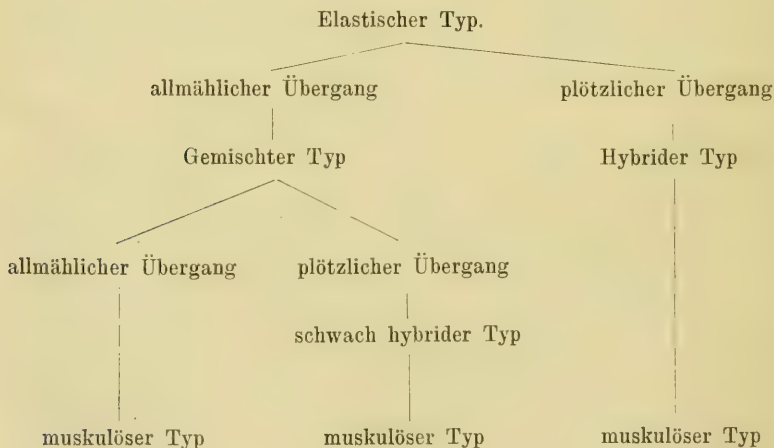 Elastischer Typ.
allmählicher Übergang plötzlicher Übergang
Gemischter Typ Hybrider Typ
allmählicher Übergang plötzlicher Übergang
schwach hybrider Typ
muskulöser Typ muskulöser Typ muskulöser Typ